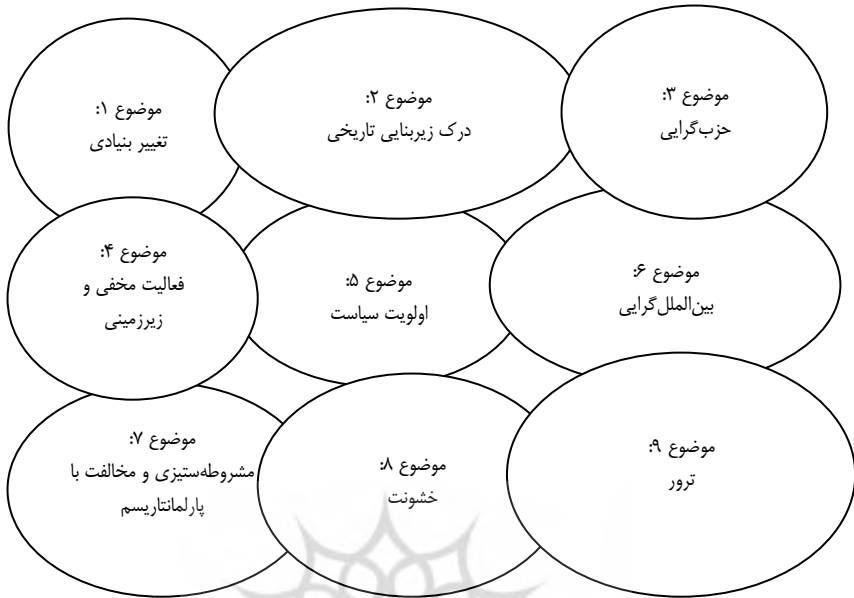 موضوع ۱:
تغییر بنیادی
موضوع ۲:
درک زیربنایی تاریخی
موضوع ۳:
حزب‌گرایی
موضوع ۴:
فعالیت مخفی و
زیرزمینی
موضوع ۵:
اولویت سیاست
موضوع ۶:
بین‌الملل‌گرایی
موضوع ۷:
مشروطه‌ستیزی و مخالفت با
پارلمانتاریسم
موضوع ۸:
خشونت
موضوع ۹:
ترور